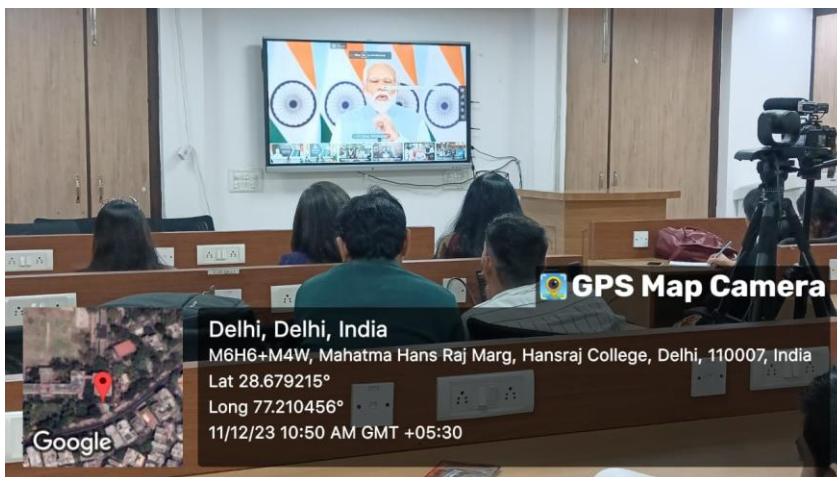 GPS Map Camera
Delhi, Delhi, India
M6H6+M4W, Mahatma Hans Raj Marg, Hansraj College, Delhi, 110007, India
Lat 28.679215°
Long 77.210456°
11/12/23 10:50 AM GMT +05:30
Google